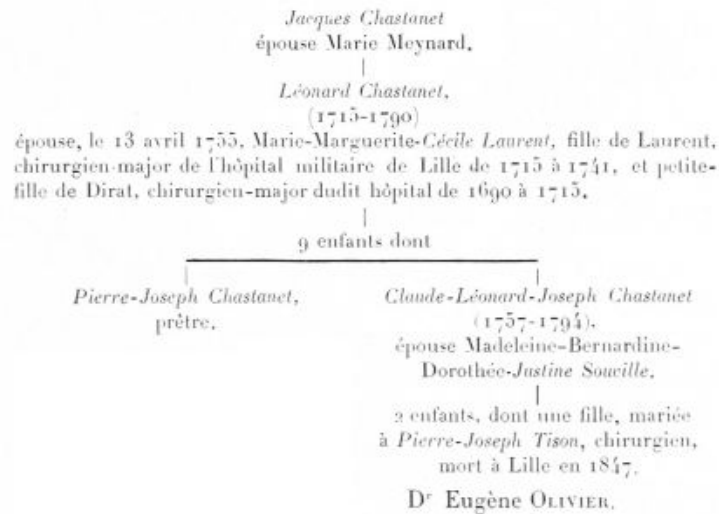 Jacques Chastanet
épouse Marie Meynard.
Léonard Chastanet.
(1715-1790)
épouse, le 13 avril 1755, Marie-Marguerite-Cécile Laurent, fille de Laurent,
chirurgien-major de l'hôpital militaire de Lille de 1715 à 1741, et petite-
fille de Dirat, chirurgien-major dudit hôpital de 1690 à 1715.
9 enfants dont
Pierre-Joseph Chastanet,
prêtre.
Claude-Léonard-Joseph Chastanet
(1757-1794).
épouse Madeleine-Bernardine-
Dorothée-Justine Soucille.
2 enfants, dont une fille, mariée
à Pierre-Joseph Tison, chirurgien,
mort à Lille en 1847.
Dr Eugène OLIVIER.